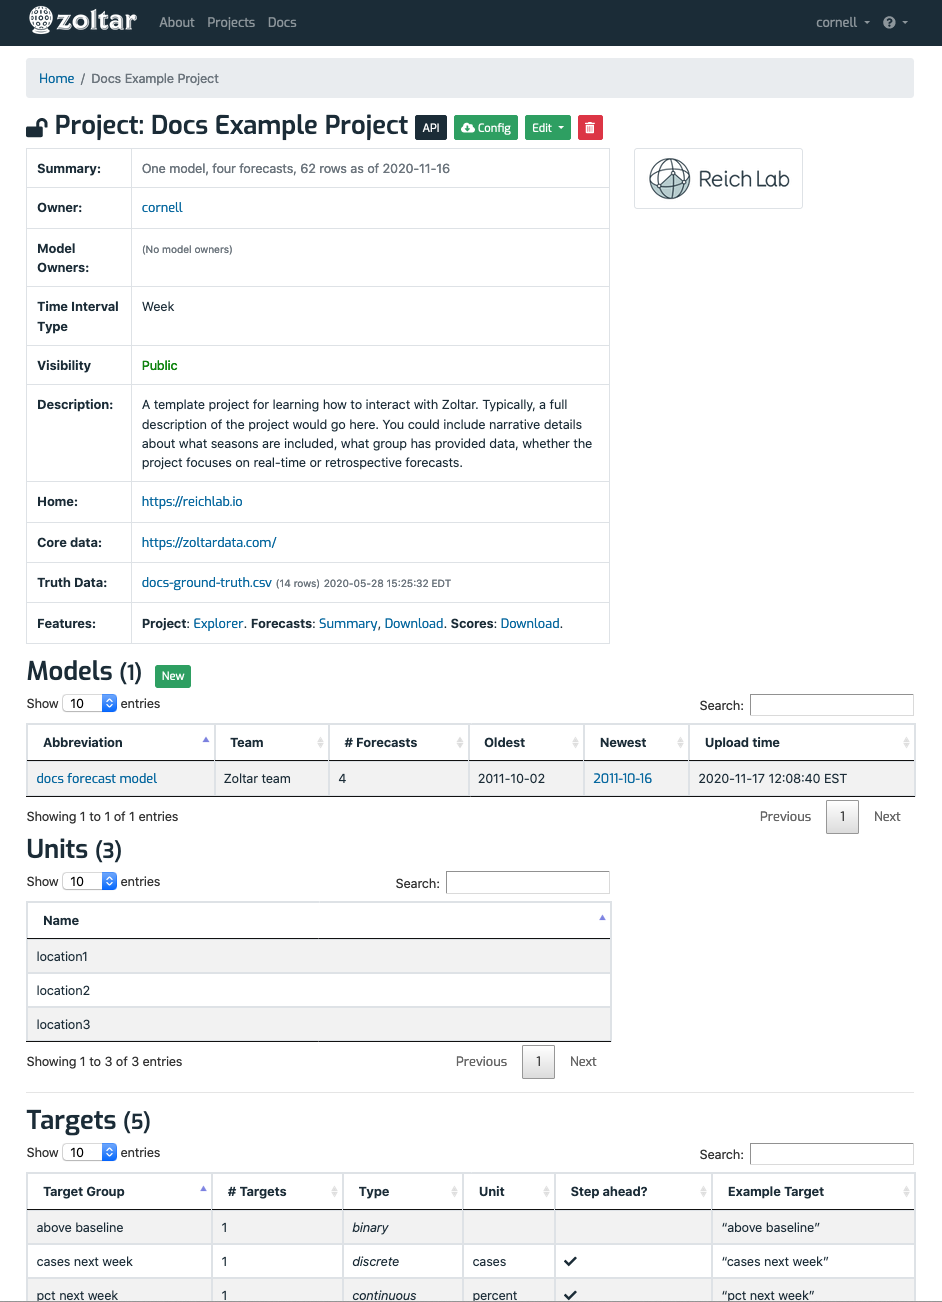 zoltar About Projects Docs cornell
Home / Docs Example Project
Project: Docs Example Project API Config Edit
Summary: One model, four forecasts, 62 rows as of 2020-11-16
Reich Lab
Owner: cornell
Model Owners: (No model owners)
Time Interval Type Week
Visibility Public
Description: A template project for learning how to interact with Zoltar. Typically, a full
description of the project would go here. You could include narrative details
about what seasons are included, what group has provided data, whether the
project focuses on real-time or retrospective forecasts.
Home: https://reichlab.io
Core data: https://zoltardata.com/
Truth Data: docs-ground-truth.csv (14 rows) 2020-05-28 15:25:32 EDT
Features: Project: Explorer. Forecasts: Summary, Download. Scores: Download.
Models (1) New
Show 10 entries Search:
Abbreviation Team # Forecasts Oldest Newest Upload time
docs forecast model Zoltar team 4 2011-10-02 2011-10-16 2020-11-17 12:08:40 EST
Showing 1 to 1 of 1 entries Previous 1 Next
Units (3)
Show 10 entries Search:
Name
location1
location2
location3
Showing 1 to 3 of 3 entries Previous 1 Next
Targets (5)
Show 10 entries Search:
Target Group # Targets Type Unit Step ahead? Example Target
above baseline 1 binary “above baseline”
cases next week 1 discrete cases ✔ “cases next week”
pct next week 1 continuous percent ✔ “pct next week”